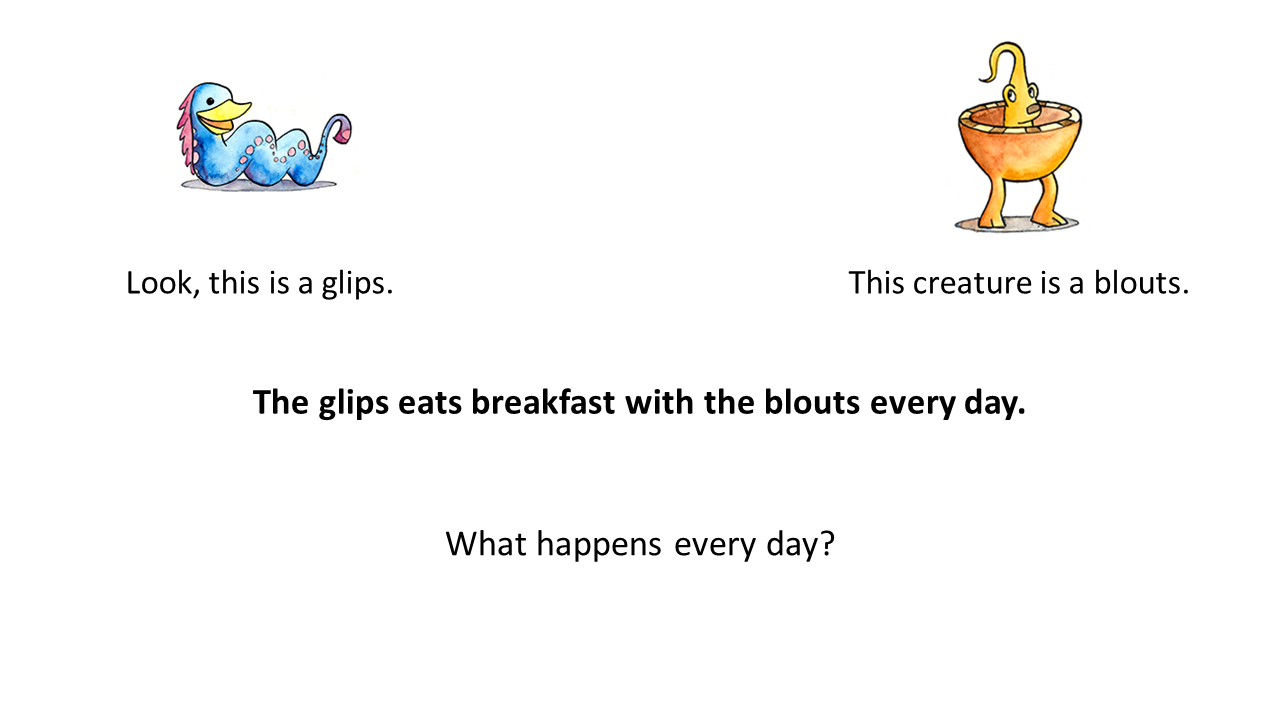 Look, this is a glips.
This creature is a blouts.
The glips eats breakfast with the blouts every day.
What happens every day?